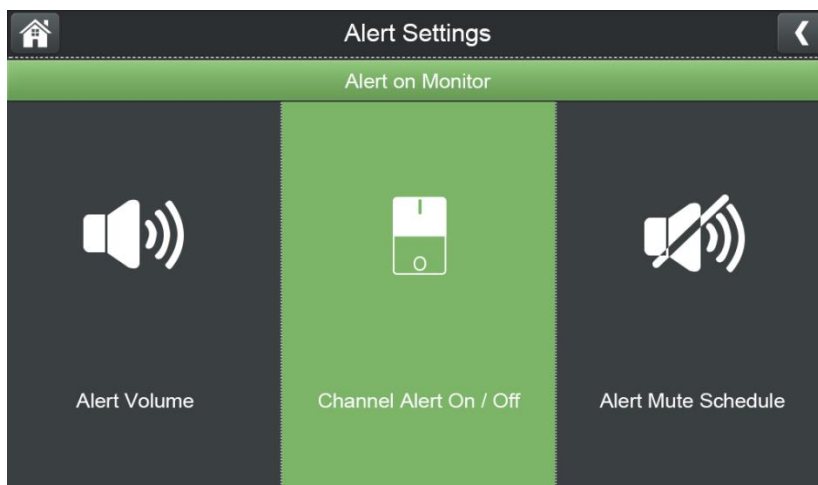 Alert Settings
Alert on Monitor
Alert Volume
Channel Alert On / Off
Alert Mute Schedule